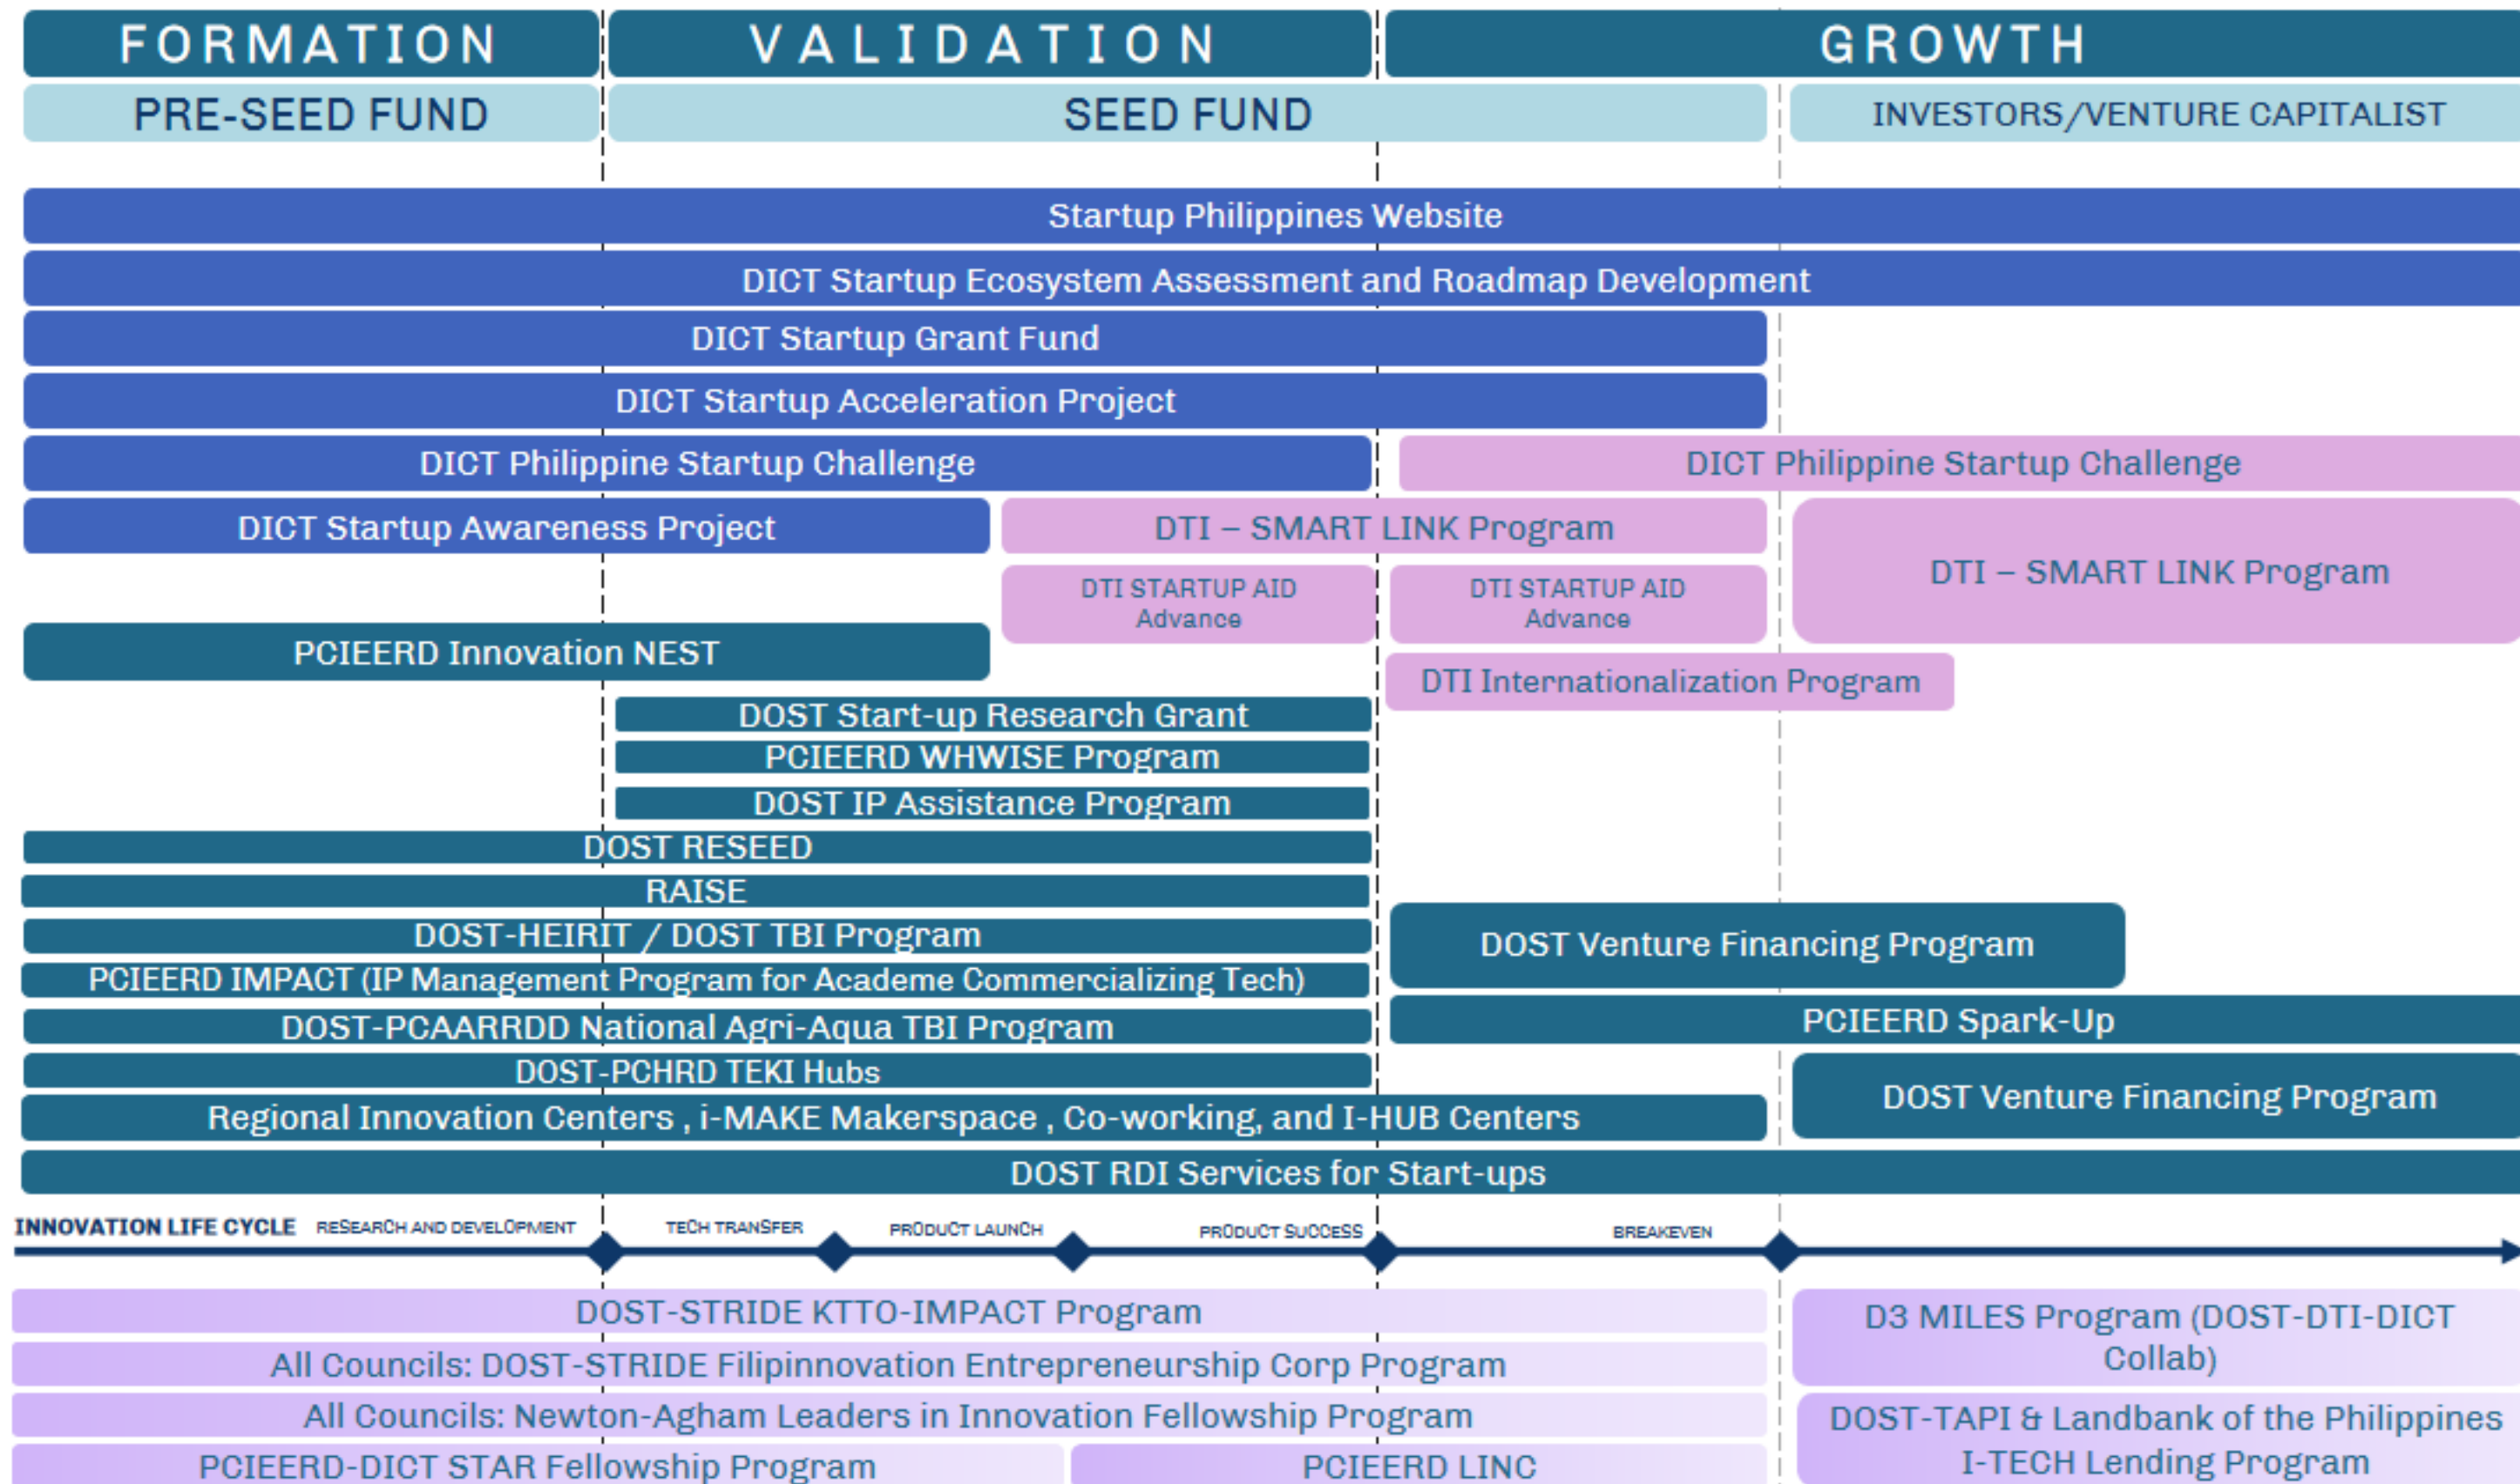 FORMATION
VALIDATION
GROWTH
PRE-SEED FUND
SEED FUND
INVESTORS/VENTURE CAPITALIST
Startup Philippines Website
DICT Startup Ecosystem Assessment and Roadmap Development
DICT Startup Grant Fund
DICT Startup Acceleration Project
DICT Philippine Startup Challenge
DICT Philippine Startup Challenge
DICT Startup Awareness Project
DTI – SMART LINK Program
DTI – SMART LINK Program
DTI STARTUP AID
Advance
DTI STARTUP AID
Advance
PCIEERD Innovation NEST
DTI Internationalization Program
DOST Start-up Research Grant
PCIEERD WHWISE Program
DOST IP Assistance Program
DOST RESEED
RAISE
DOST-HEIRIT / DOST TBI Program
DOST Venture Financing Program
PCIEERD IMPACT (IP Management Program for Academe Commercializing Tech)
DOST-PCAARRDD National Agri-Aqua TBI Program
PCIEERD Spark-Up
DOST-PCHRD TEKI Hubs
DOST Venture Financing Program
Regional Innovation Centers , i-MAKE Makerspace , Co-working, and I-HUB Centers
DOST RDI Services for Start-ups
INNOVATION LIFE CYCLE
RESEARCH AND DEVELOPMENT
TECH TRANSFER
PRODUCT LAUNCH
PRODUCT SUCCESS
BREAKEVEN
DOST-STRIDE KTTO-IMPACT Program
D3 MILES Program (DOST-DTI-DICT
Collab)
All Councils: DOST-STRIDE Filipinnovation Entrepreneurship Corp Program
All Councils: Newton-Agham Leaders in Innovation Fellowship Program
DOST-TAPI & Landbank of the Philippines
I-TECH Lending Program
PCIEERD-DICT STAR Fellowship Program
PCIEERD LINC